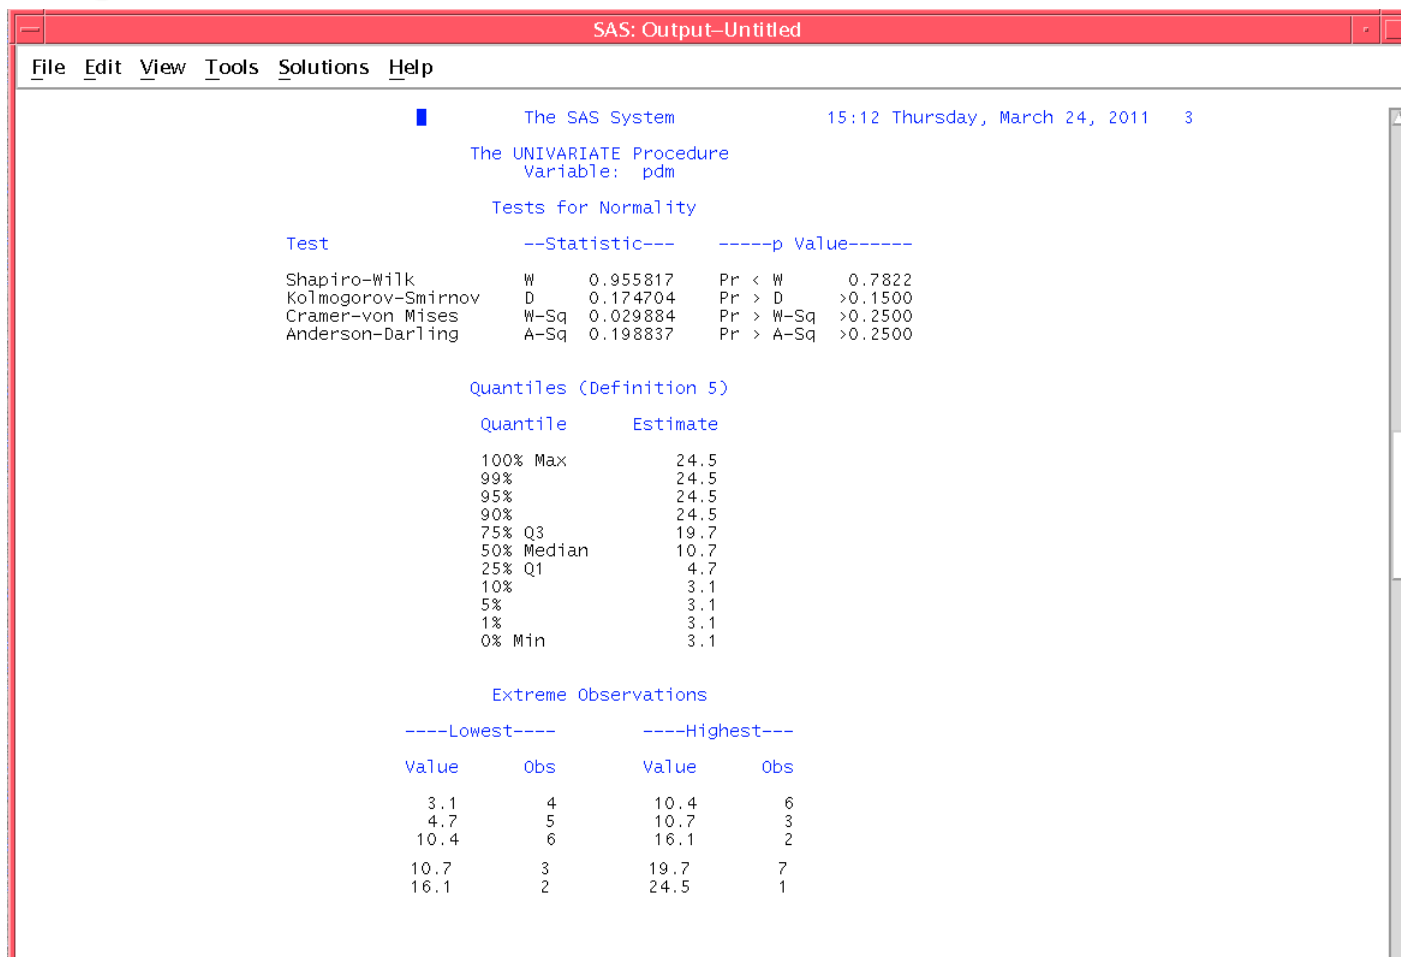 SAS: Output–Untitled
File Edit View Tools Solutions Help
The SAS System 15:12 Thursday, March 24, 2011 3
The UNIVARIATE Procedure
Variable: pdm
Tests for Normality
Test --Statistic--- -----p Value------
Shapiro-Wilk W 0.955817 Pr < W 0.7822
Kolmogorov-Smirnov D 0.174704 Pr > D >0.1500
Cramer-von Mises W-Sq 0.029884 Pr > W-Sq >0.2500
Anderson-Darling A-Sq 0.198837 Pr > A-Sq >0.2500
Quantiles (Definition 5)
Quantile Estimate
100% Max 24.5
99% 24.5
95% 24.5
90% 24.5
75% Q3 19.7
50% Median 10.7
25% Q1 4.7
10% 3.1
5% 3.1
1% 3.1
0% Min 3.1
Extreme Observations
----Lowest---- ----Highest---
Value Obs Value Obs
3.1 4 10.4 6
4.7 5 10.7 3
10.4 6 16.1 2
10.7 3 19.7 7
16.1 2 24.5 1